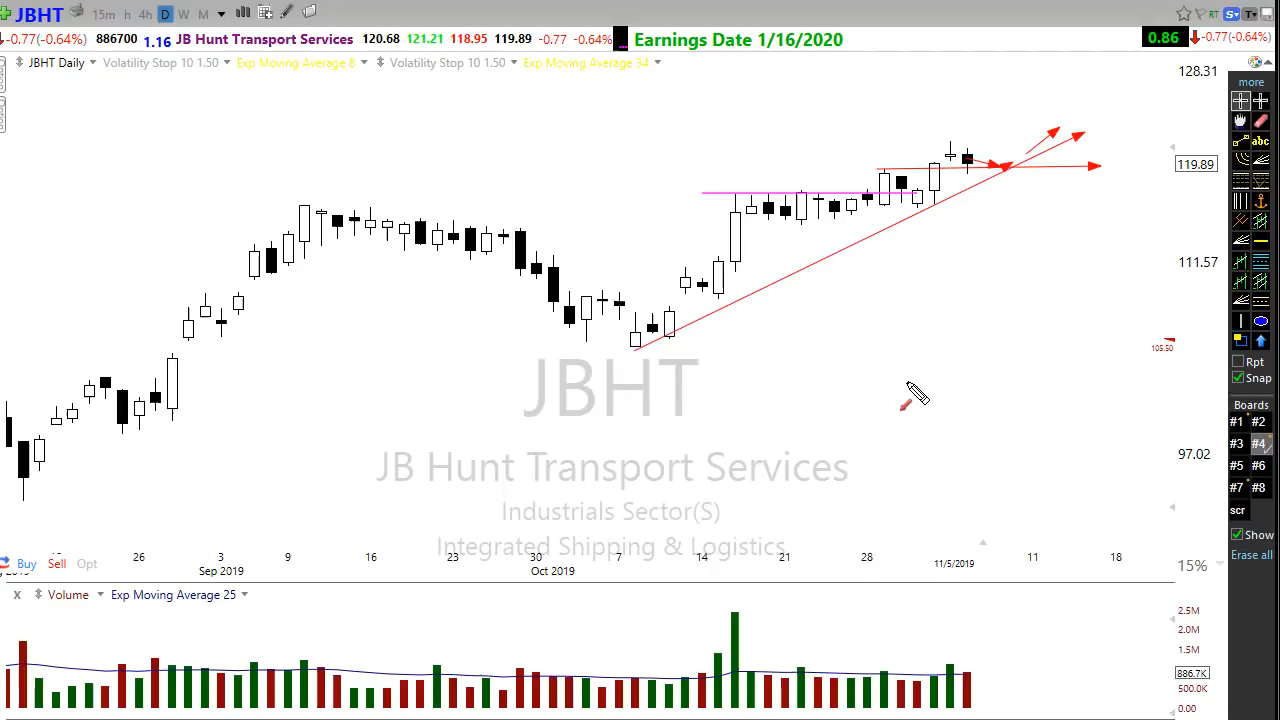 JBHT 15m h 4h D W M RT S T
-0.77(-0.64%) 886700 1.16 JB Hunt Transport Services 120.68 121.21 118.95 119.89 -0.77 -0.64% Earnings Date 1/16/2020 0.86 -0.77(-0.64%)
JBHT Daily Volatility Stop 10 1.50 Exp Moving Average 8 Volatility Stop 10 1.50 Exp Moving Average 34
128.31
more
abc
119.89
111.57
105.50
JBHT
Rpt
Snap
Boards
#1 #2
#3 #4
97.02
JB Hunt Transport Services
#5 #6
#7 #8
Industrials Sector(S)
scr
Integrated Shipping & Logistics
Show
Erase all
26 3 9 16 23 30 7 14 21 28 11 18
Buy Sell Opt
Sep 2019 Oct 2019 11/5/2019 15%
x Volume Exp Moving Average 25
2.5M
2.0M
1.5M
886.7K
500.0K
0.00